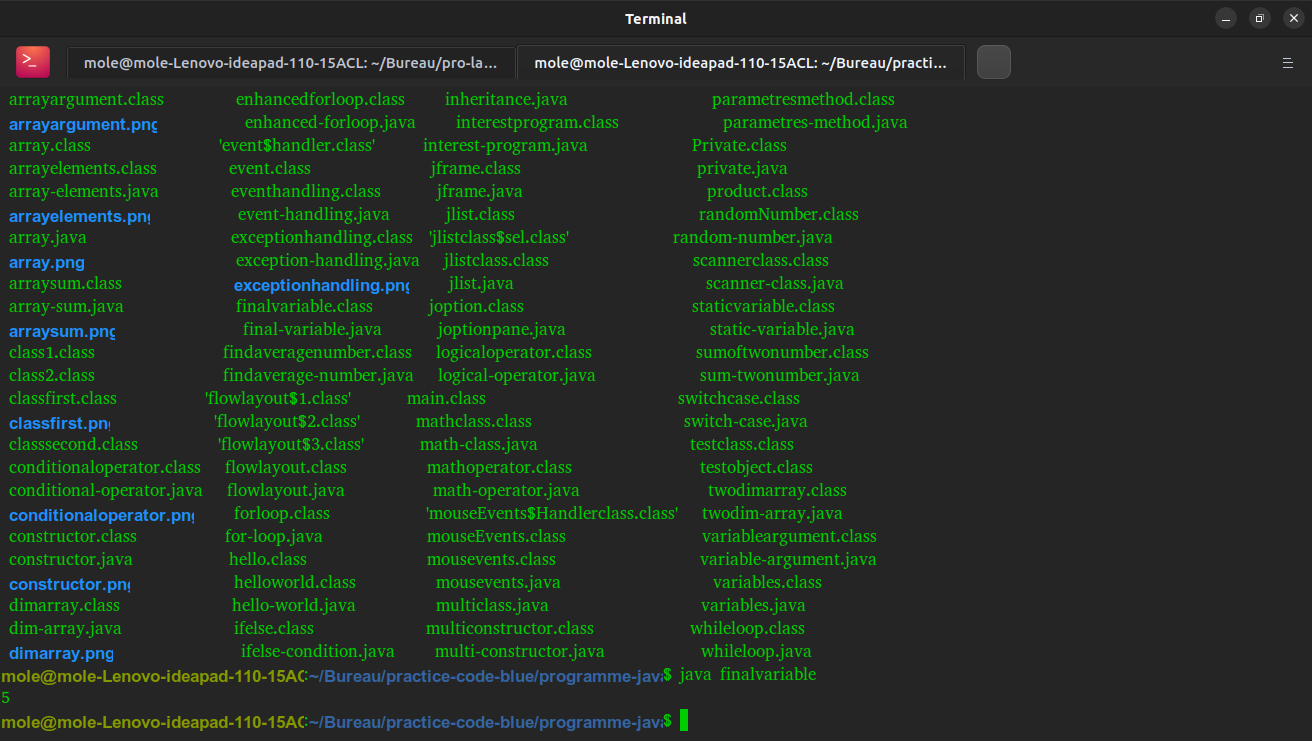 Terminal
>_ mole@mole-Lenovo-ideapad-110-15ACL: ~/Bureau/pro-la... mole@mole-Lenovo-ideapad-110-15ACL: ~/Bureau/practi...
arrayargument.class enhancedforloop.class inheritance.java parametresmethod.class
arrayargument.png enhanced-forloop.java interestprogram.class parametres-method.java
array.class 'event$handler.class' interest-program.java Private.class
arrayelements.class event.class jframe.class private.java
array-elements.java eventhandling.class jframe.java product.class
arrayelements.png event-handling.java jlist.class randomNumber.class
array.java exceptionhandling.class 'jlistclass$sel.class' random-number.java
array.png exception-handling.java jlistclass.class scannerclass.class
arraysum.class exceptionhandling.png jlist.java scanner-class.java
array-sum.java finalvariable.class joption.class staticvariable.class
arraysum.png final-variable.java joptionpane.java static-variable.java
class1.class findaveragenumber.class logicaloperator.class sumoftwonumber.class
class2.class findaverage-number.java logical-operator.java sum-twonumber.java
classfirst.class 'flowlayout$1.class' main.class switchcase.class
classfirst.png 'flowlayout$2.class' mathclass.class switch-case.java
classsecond.class 'flowlayout$3.class' math-class.java testclass.class
conditionaloperator.class flowlayout.class mathoperator.class testobject.class
conditional-operator.java flowlayout.java math-operator.java twodimarray.class
conditionaloperator.png forloop.class 'mouseEvents$Handlerclass.class' twodim-array.java
constructor.class for-loop.java mouseEvents.class variableargument.class
constructor.java hello.class mousevents.class variable-argument.java
constructor.png helloworld.class mousevents.java variables.class
dimarray.class hello-world.java multiclass.java variables.java
dim-array.java ifelse.class multiconstructor.class whileloop.class
dimarray.png ifelse-condition.java multi-constructor.java whileloop.java
mole@mole-Lenovo-ideapad-110-15AC:~/Bureau/practice-code-blue/programme-java$ java finalvariable
5
mole@mole-Lenovo-ideapad-110-15AC:~/Bureau/practice-code-blue/programme-java$